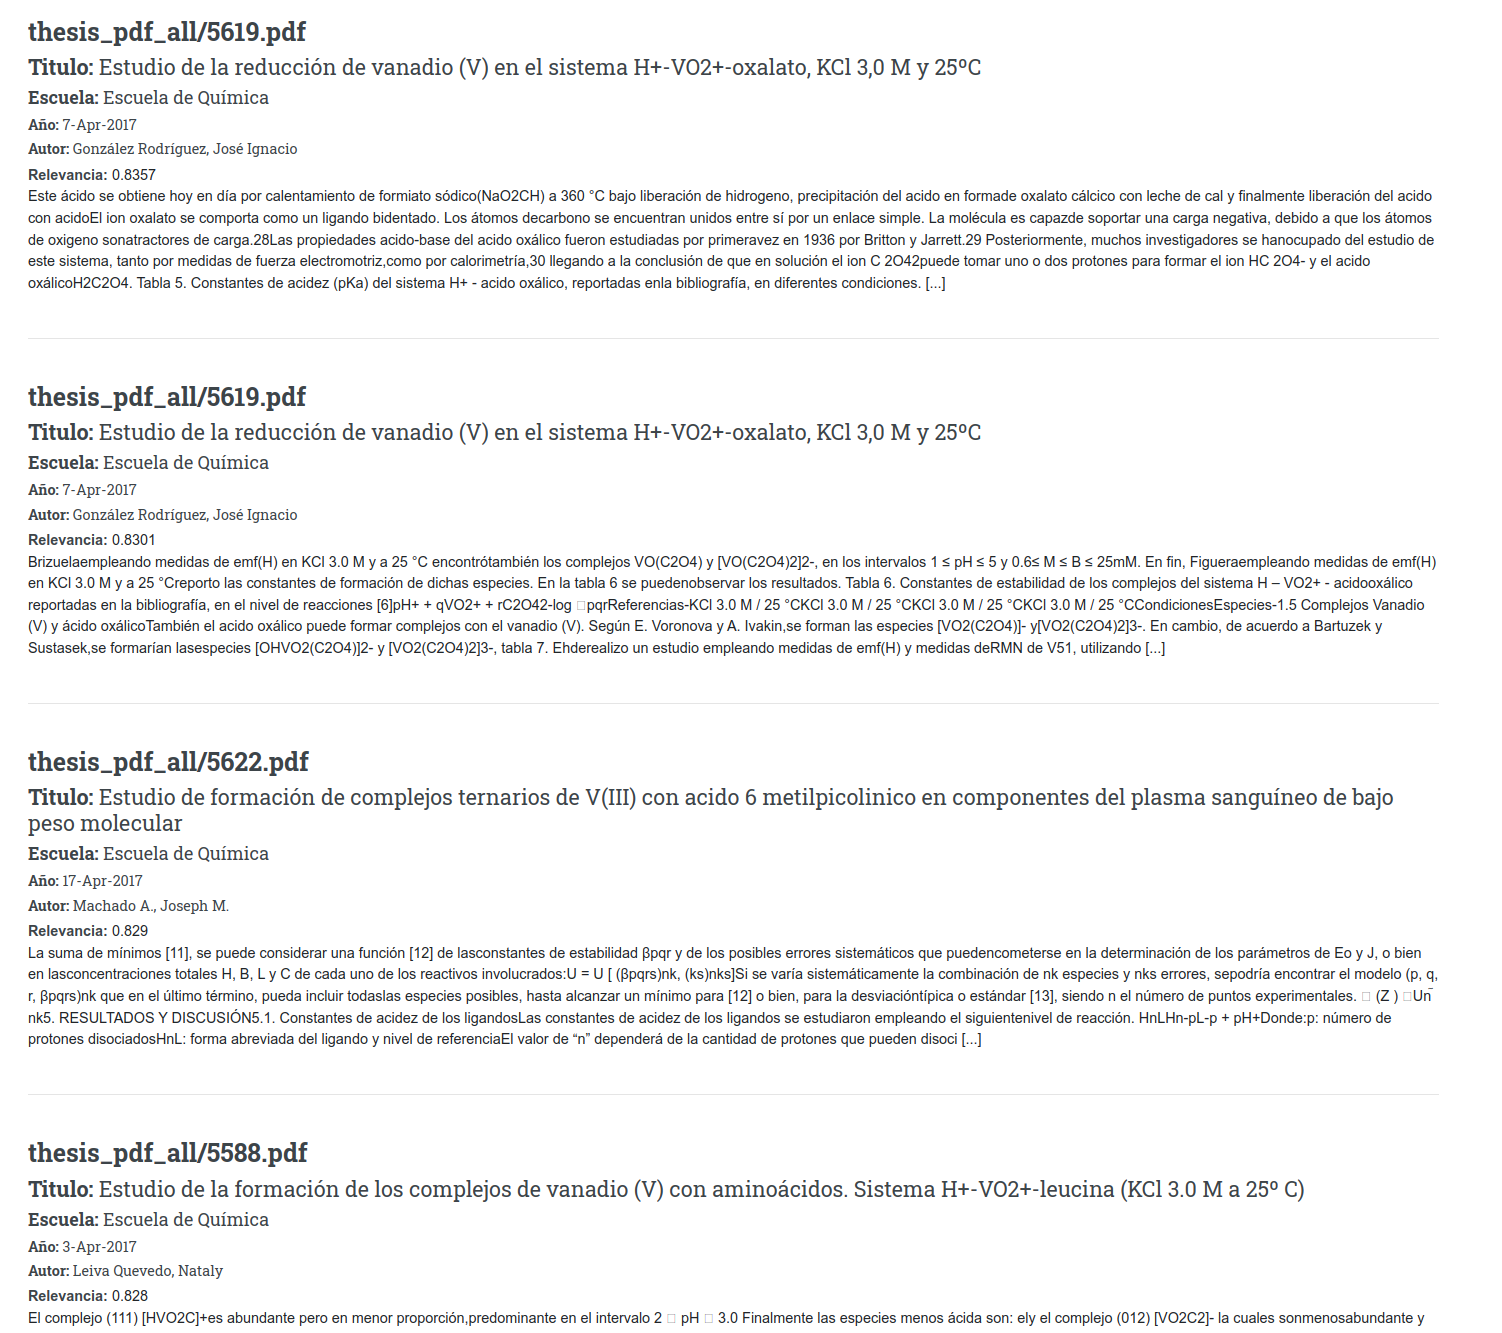 thesis_pdf_all/5619.pdf
Titulo: Estudio de la reducción de vanadio (V) en el sistema H+-VO2+-oxalato, KCl 3,0 M y 25ºC
Escuela: Escuela de Química
Año: 7-Apr-2017
Autor: González Rodríguez, José Ignacio
Relevancia: 0.8357
Este ácido se obtiene hoy en día por calentamiento de formiato sódico(NaO2CH) a 360 °C bajo liberación de hidrogeno, precipitación del acido en formade oxalato cálcico con leche de cal y finalmente liberación del acido
con acidoEl ion oxalato se comporta como un ligando bidentado. Los átomos decarbono se encuentran unidos entre sí por un enlace simple. La molécula es capazde soportar una carga negativa, debido a que los átomos
de oxigeno sonatractores de carga.28Las propiedades acido-base del acido oxálico fueron estudiadas por primeravez en 1936 por Britton y Jarrett.29 Posteriormente, muchos investigadores se hanocupado del estudio de
este sistema, tanto por medidas de fuerza electromotriz,como por calorimetría,30 llegando a la conclusión de que en solución el ion C 2O42puede tomar uno o dos protones para formar el ion HC 2O4- y el acido
oxálicoH2C2O4. Tabla 5. Constantes de acidez (pKa) del sistema H+ - acido oxálico, reportadas enla bibliografía, en diferentes condiciones. [...]
thesis_pdf_all/5619.pdf
Titulo: Estudio de la reducción de vanadio (V) en el sistema H+-VO2+-oxalato, KCl 3,0 M y 25ºC
Escuela: Escuela de Química
Año: 7-Apr-2017
Autor: González Rodríguez, José Ignacio
Relevancia: 0.8301
Brizuelaempleando medidas de emf(H) en KCl 3.0 M y a 25 °C encontrótambién los complejos VO(C2O4) y [VO(C2O4)2]2-, en los intervalos 1 ≤ pH ≤ 5 y 0.6≤ M ≤ B ≤ 25mM. En fin, Figueraempleando medidas de emf(H)
en KCl 3.0 M y a 25 °Creporto las constantes de formación de dichas especies. En la tabla 6 se puedenobservar los resultados. Tabla 6. Constantes de estabilidad de los complejos del sistema H – VO2+ - acidooxálico
reportadas en la bibliografía, en el nivel de reacciones [6]pH+ + qVO2+ + rC2O42-log □pqrReferencias-KCl 3.0 M / 25 °CKCl 3.0 M / 25 °CKCl 3.0 M / 25 °CKCl 3.0 M / 25 °CCondicionesEspecies-1.5 Complejos Vanadio
(V) y ácido oxálicoTambién el acido oxálico puede formar complejos con el vanadio (V). Según E. Voronova y A. Ivakin,se forman las especies [VO2(C2O4)]- y[VO2(C2O4)2]3-. En cambio, de acuerdo a Bartuzek y
Sustasek,se formarían lasespecies [OHVO2(C2O4)]2- y [VO2(C2O4)2]3-, tabla 7. Ehderealizo un estudio empleando medidas de emf(H) y medidas deRMN de V51, utilizando [...]
thesis_pdf_all/5622.pdf
Titulo: Estudio de formación de complejos ternarios de V(III) con acido 6 metilpicolinico en componentes del plasma sanguíneo de bajo
peso molecular
Escuela: Escuela de Química
Año: 17-Apr-2017
Autor: Machado A., Joseph M.
Relevancia: 0.829
La suma de mínimos [11], se puede considerar una función [12] de lasconstantes de estabilidad βpqr y de los posibles errores sistemáticos que puedencometerse en la determinación de los parámetros de Eo y J, o bien
en lasconcentraciones totales H, B, L y C de cada uno de los reactivos involucrados:U = U [ (βpqrs)nk, (ks)nks]Si se varía sistemáticamente la combinación de nk especies y nks errores, sepodría encontrar el modelo (p, q,
r, βpqrs)nk que en el último término, pueda incluir todaslas especies posibles, hasta alcanzar un mínimo para [12] o bien, para la desviacióntípica o estándar [13], siendo n el número de puntos experimentales. □ (Z ) □Un̄
nk5. RESULTADOS Y DISCUSIÓN5.1. Constantes de acidez de los ligandosLas constantes de acidez de los ligandos se estudiaron empleando el siguientenivel de reacción. HnLHn-pL-p + pH+Donde:p: número de
protones disociadosHnL: forma abreviada del ligando y nivel de referenciaEl valor de “n” dependerá de la cantidad de protones que pueden disoci [...]
thesis_pdf_all/5588.pdf
Titulo: Estudio de la formación de los complejos de vanadio (V) con aminoácidos. Sistema H+-VO2+-leucina (KCl 3.0 M a 25º C)
Escuela: Escuela de Química
Año: 3-Apr-2017
Autor: Leiva Quevedo, Nataly
Relevancia: 0.828
El complejo (111) [HVO2C]+es abundante pero en menor proporción,predominante en el intervalo 2 □ pH □ 3.0 Finalmente las especies menos ácida son: ely el complejo (012) [VO2C2]- la cuales sonmenosabundante y